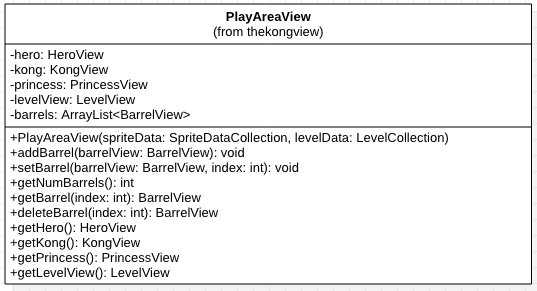 PlayAreaView
(from thekongview)
-hero: HeroView
-kong: KongView
-princess: PrincessView
-levelView: LevelView
-barrels: ArrayList<BarrelView>
+PlayAreaView(spriteData: SpriteDataCollection, levelData: LevelCollection)
+addBarrel(barrelView: BarrelView): void
+setBarrel(barrelView: BarrelView, index: int): void
+getNumBarrels(): int
+getBarrel(index: int): BarrelView
+deleteBarrel(index: int): BarrelView
+getHero(): HeroView
+getKong(): KongView
+getPrincess(): PrincessView
+getLevelView(): LevelView